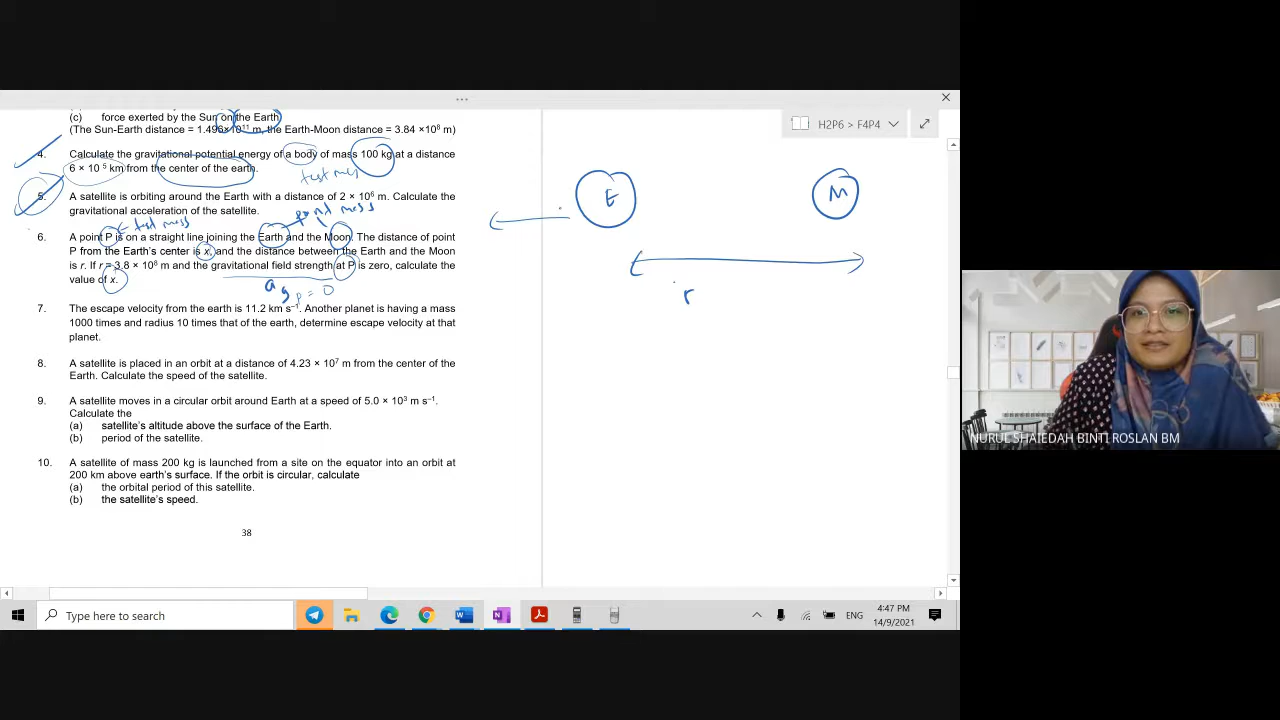 (c) force exerted by the Sun on the Earth
(The Sun-Earth distance = 1.496× 10¹¹ m, the Earth-Moon distance = 3.84 ×10⁸ m)
4. Calculate the gravitational potential energy of a body of mass 100 kg at a distance
6 × 10 ⁵ km from the center of the earth.
test mass
5. A satellite is orbiting around the Earth with a distance of 2 × 10⁶ m. Calculate the
gravitational acceleration of the satellite.
point mass
test mass
6. A point P is on a straight line joining the Earth and the Moon. The distance of point
P from the Earth's center is x, and the distance between the Earth and the Moon
is r. If r = 3.8 × 10⁸ m and the gravitational field strength at P is zero, calculate the
value of x.
a g P = 0
7. The escape velocity from the earth is 11.2 km s⁻¹. Another planet is having a mass
1000 times and radius 10 times that of the earth, determine escape velocity at that
planet.
8. A satellite is placed in an orbit at a distance of 4.23 × 10⁷ m from the center of the
Earth. Calculate the speed of the satellite.
9. A satellite moves in a circular orbit around Earth at a speed of 5.0 × 10³ m s⁻¹.
Calculate the
(a) satellite's altitude above the surface of the Earth.
(b) period of the satellite.
10. A satellite of mass 200 kg is launched from a site on the equator into an orbit at
200 km above earth's surface. If the orbit is circular, calculate
(a) the orbital period of this satellite.
(b) the satellite's speed.
38
H2P6 > F4P4
E
M
r
NURUL SHAIEDAH BINTI ROSLAN BM
Type here to search
ENG
4:47 PM
14/9/2021